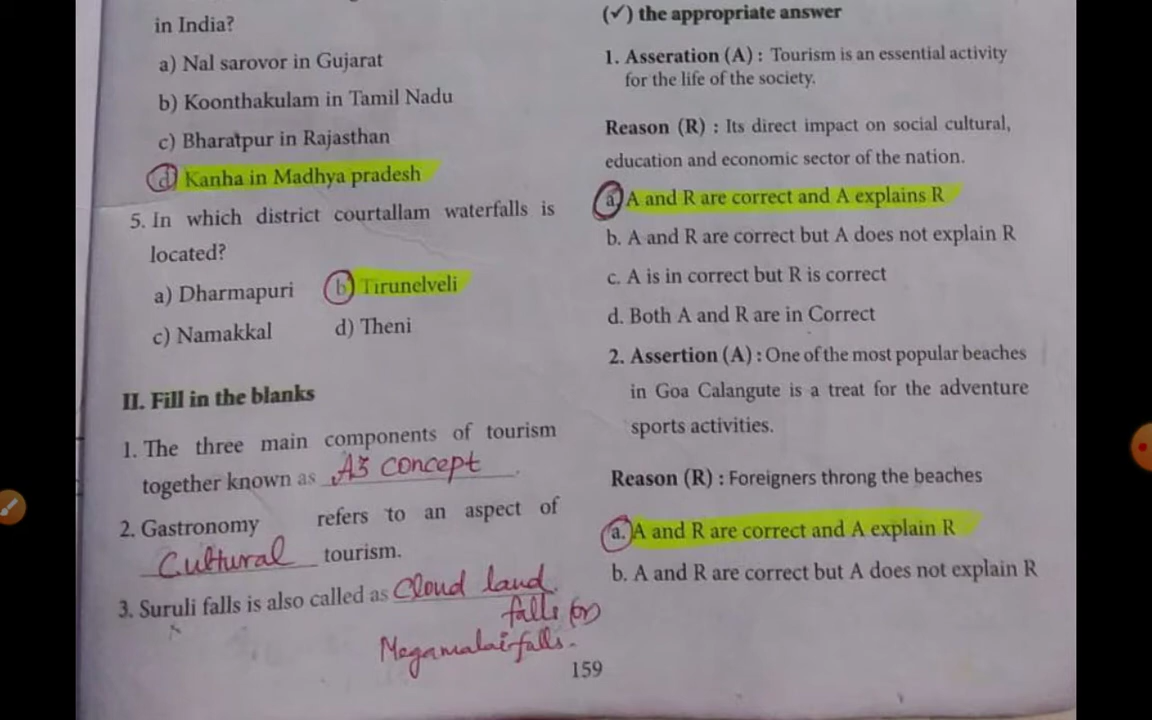 in India?
a) Nal sarovor in Gujarat
b) Koonthakulam in Tamil Nadu
c) Bharatpur in Rajasthan
d) Kanha in Madhya pradesh
5. In which district courtallam waterfalls is
located?
a) Dharmapuri b) Tirunelveli
c) Namakkal d) Theni
II. Fill in the blanks
1. The three main components of tourism
together known as A3 concept.
2. Gastronomy refers to an aspect of
Cultural tourism.
3. Suruli falls is also called as Cloud land
falls (or)
Megamalai falls.
(✓) the appropriate answer
1. Asseration (A) : Tourism is an essential activity
for the life of the society.
Reason (R) : Its direct impact on social cultural,
education and economic sector of the nation.
a. A and R are correct and A explains R
b. A and R are correct but A does not explain R
c. A is in correct but R is correct
d. Both A and R are in Correct
2. Assertion (A) : One of the most popular beaches
in Goa Calangute is a treat for the adventure
sports activities.
Reason (R) : Foreigners throng the beaches
a. A and R are correct and A explain R
b. A and R are correct but A does not explain R
159